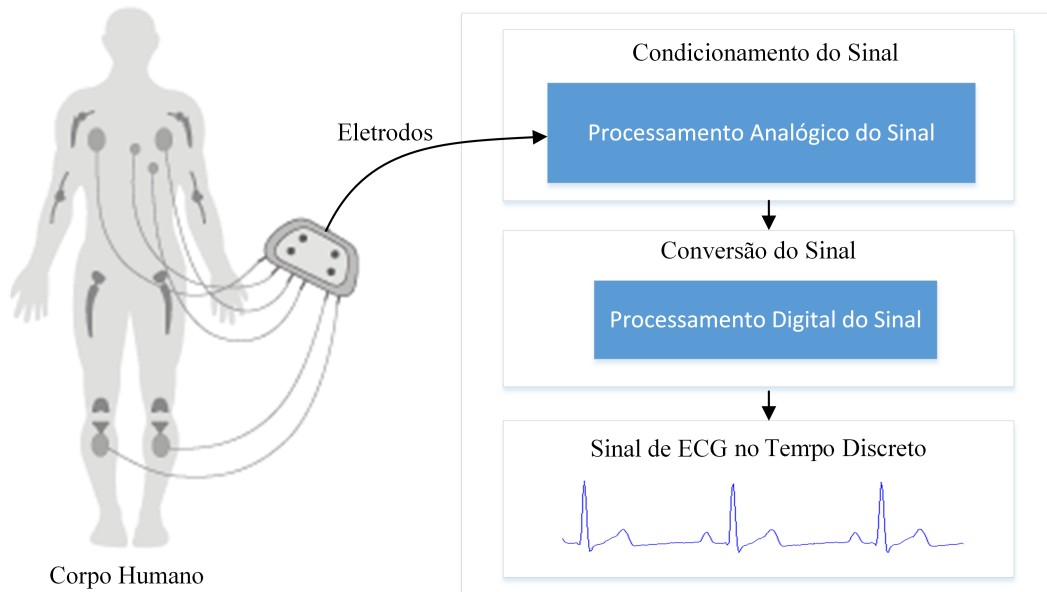 Condicionamento do Sinal
Processamento Analógico do Sinal
Eletrodos
Conversão do Sinal
Processamento Digital do Sinal
Sinal de ECG no Tempo Discreto
Corpo Humano